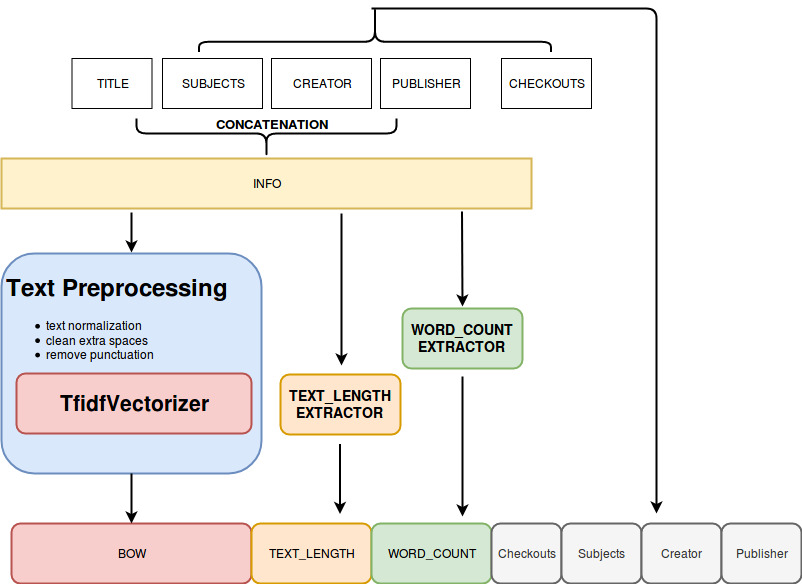 TITLE
SUBJECTS
CREATOR
PUBLISHER
CHECKOUTS
CONCATENATION
INFO
Text Preprocessing
text normalization
clean extra spaces
remove punctuation
TfidfVectorizer
WORD_COUNT
EXTRACTOR
TEXT_LENGTH
EXTRACTOR
BOW
TEXT_LENGTH
WORD_COUNT
Checkouts
Subjects
Creator
Publisher